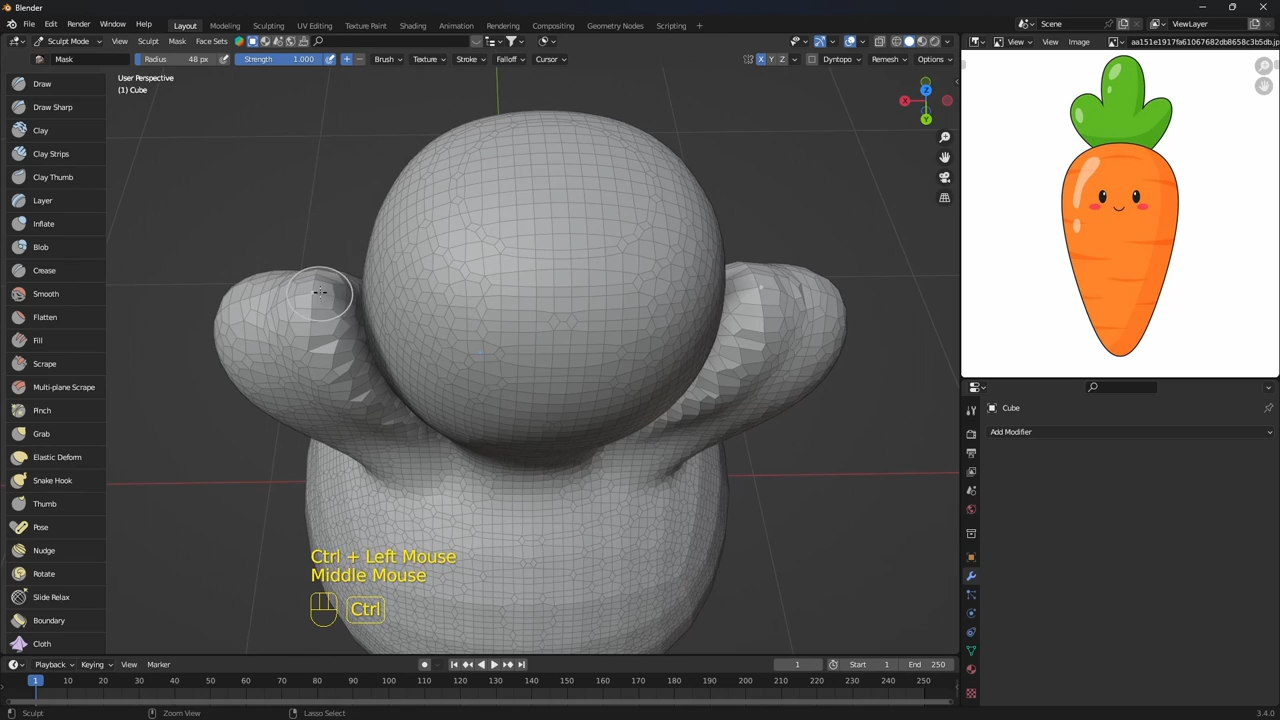 Blender
File Edit Render Window Help Layout Modeling Sculpting UV Editing Texture Paint Shading Animation Rendering Compositing Geometry Nodes Scripting + Scene ViewLayer
Sculpt Mode View Sculpt Mask Face Sets View View Image aa151e1917fa61067682db8658c3b5db.jp
Mask Radius 48 px Strength 1.000 Brush Texture Stroke Falloff Cursor X Y Z Dyntopo Remesh Options
User Perspective
(1) Cube
Draw
Draw Sharp
Clay
Clay Strips
Clay Thumb
Layer
Inflate
Blob
Crease
Smooth
Flatten
Fill
Scrape
Multi-plane Scrape
Pinch
Grab
Elastic Deform
Snake Hook
Thumb
Pose
Nudge
Rotate
Slide Relax
Boundary
Cloth
Z
X
Y
Ctrl + Left Mouse
Middle Mouse
Ctrl
Cube
Add Modifier
Playback Keying View Marker 1 Start 1 End 250
1 10 20 30 40 50 60 70 80 90 100 110 120 130 140 150 160 170 180 190 200 210 220 230 240 250
Sculpt Zoom View Lasso Select 3.4.0